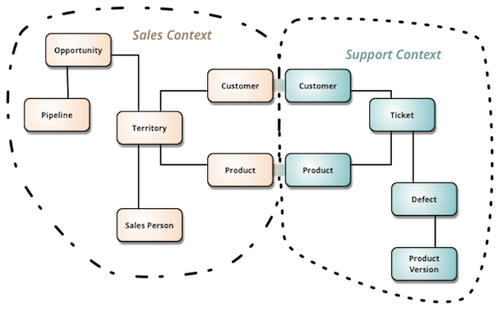 Sales Context
Opportunity
Support Context
Customer
Customer
Pipeline
Ticket
Territory
Product
Product
Defect
Sales Person
Product
Version